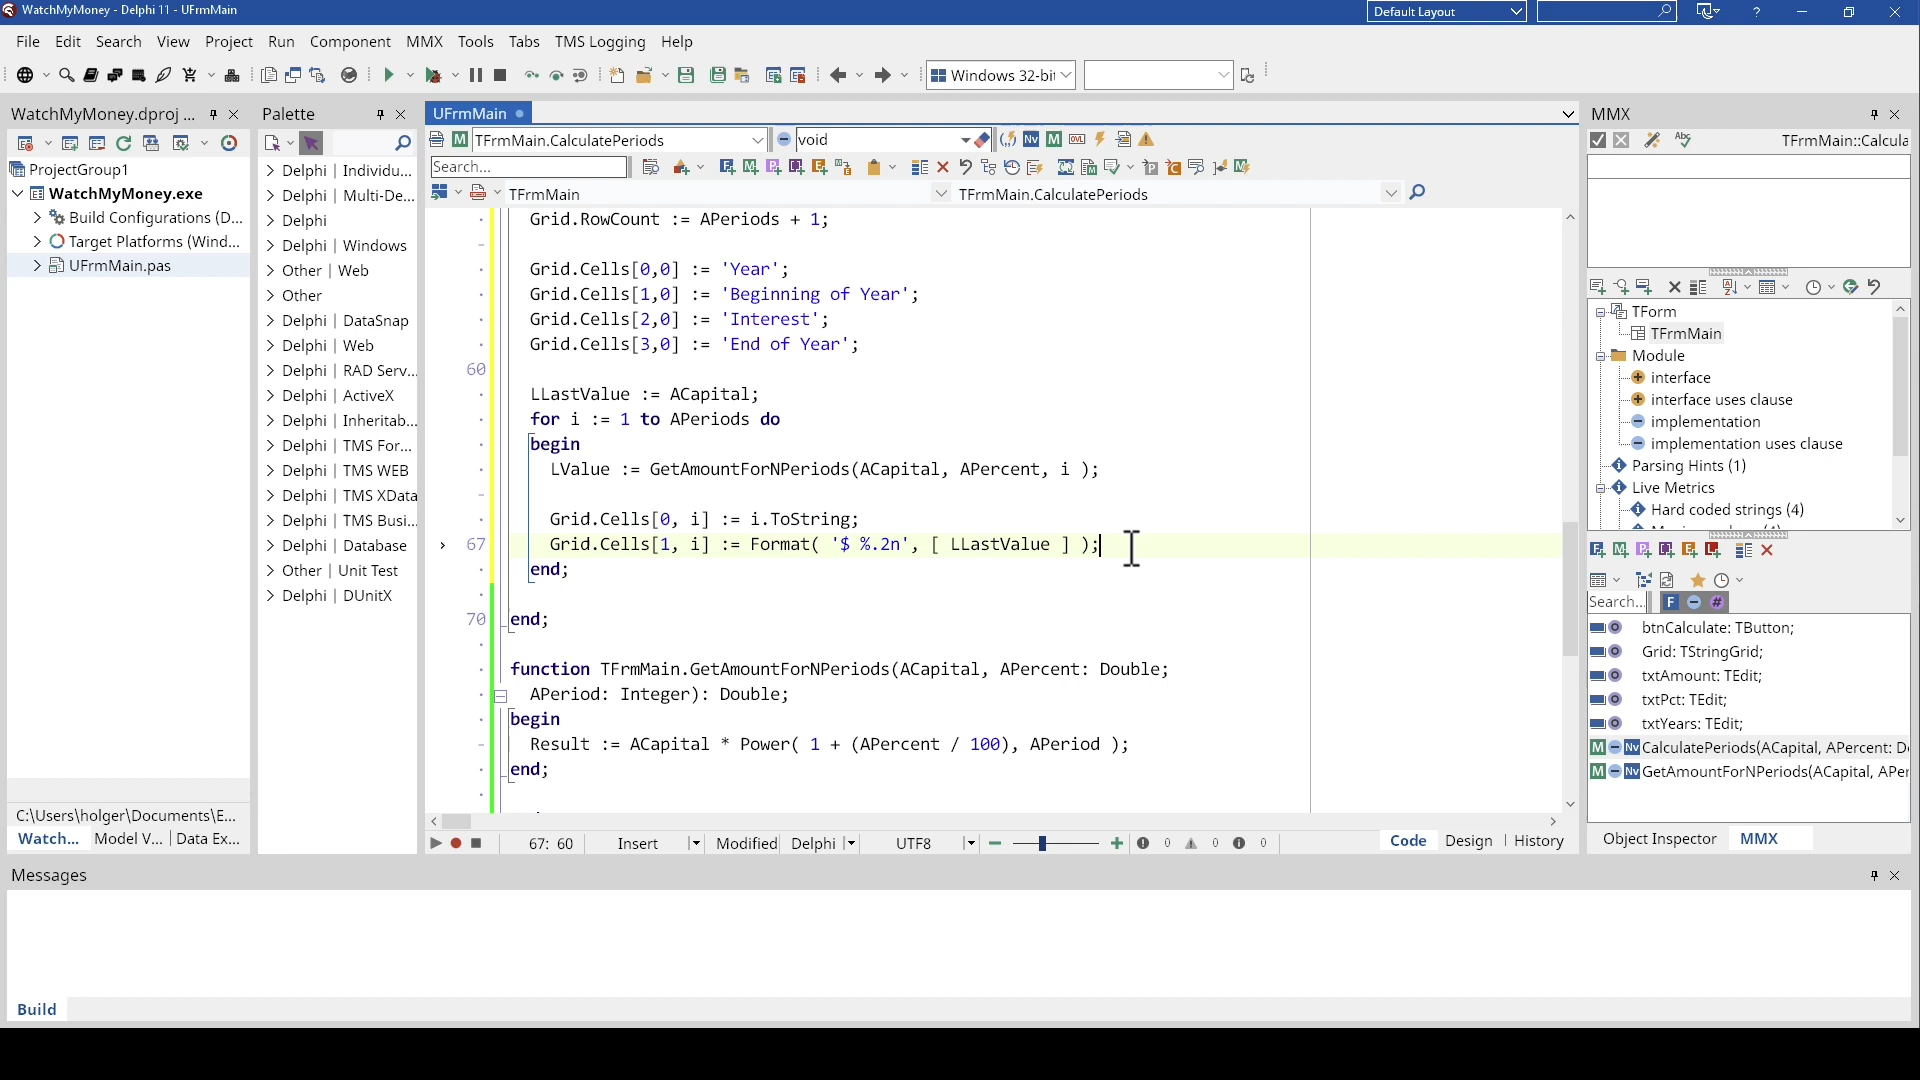 WatchMyMoney - Delphi 11 - UFrmMain
Default Layout
File Edit Search View Project Run Component MMX Tools Tabs TMS Logging Help
Windows 32-bit
WatchMyMoney.dproj ...
ProjectGroup1
WatchMyMoney.exe
Build Configurations (D...
Target Platforms (Wind...
UFrmMain.pas
C:\Users\holger\Documents\E...
Watch... Model V... Data Ex...
Palette
Delphi | Individu...
Delphi | Multi-De...
Delphi
Delphi | Windows
Other | Web
Other
Delphi | DataSnap
Delphi | Web
Delphi | RAD Serv...
Delphi | ActiveX
Delphi | Inheritab...
Delphi | TMS For...
Delphi | TMS WEB
Delphi | TMS XData
Delphi | TMS Busi...
Delphi | Database
Other | Unit Test
Delphi | DUnitX
UFrmMain
TFrmMain.CalculatePeriods void
Search...
TFrmMain TFrmMain.CalculatePeriods
Grid.RowCount := APeriods + 1;
Grid.Cells[0,0] := 'Year';
Grid.Cells[1,0] := 'Beginning of Year';
Grid.Cells[2,0] := 'Interest';
Grid.Cells[3,0] := 'End of Year';
60
LLastValue := ACapital;
for i := 1 to APeriods do
begin
LValue := GetAmountForNPeriods(ACapital, APercent, i );
Grid.Cells[0, i] := i.ToString;
67 Grid.Cells[1, i] := Format( '$ %.2n', [ LLastValue ] );
end;
70 end;
function TFrmMain.GetAmountForNPeriods(ACapital, APercent: Double;
APeriod: Integer): Double;
begin
Result := ACapital * Power( 1 + (APercent / 100), APeriod );
end;
67: 60 Insert Modified Delphi UTF8 0 0 0 Code Design History
MMX
TFrmMain::Calcula
TForm
TFrmMain
Module
interface
interface uses clause
implementation
implementation uses clause
Parsing Hints (1)
Live Metrics
Hard coded strings (4)
Search...
btnCalculate: TButton;
Grid: TStringGrid;
txtAmount: TEdit;
txtPct: TEdit;
txtYears: TEdit;
CalculatePeriods(ACapital, APercent: D
GetAmountForNPeriods(ACapital, APer
Object Inspector MMX
Messages
Build